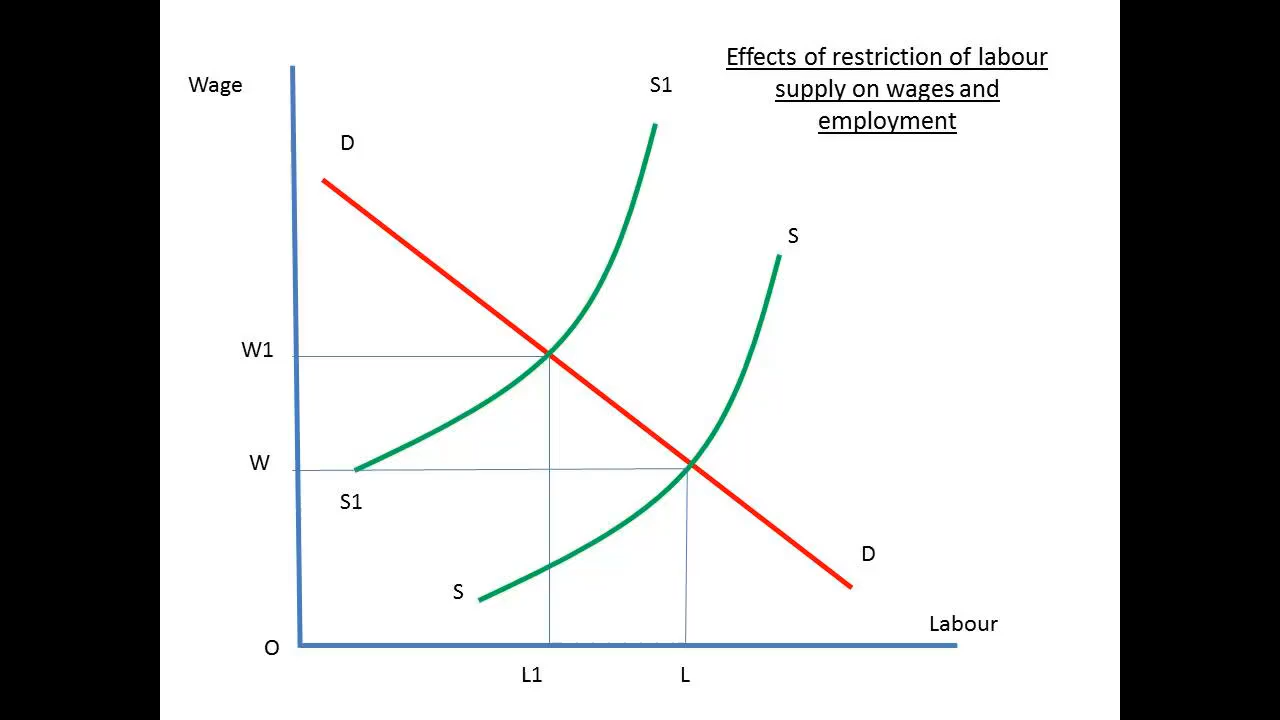 Effects of restriction of labour
supply on wages and
employment
Wage
S1
D
S
W1
W
S1
D
S
Labour
O
L1
L